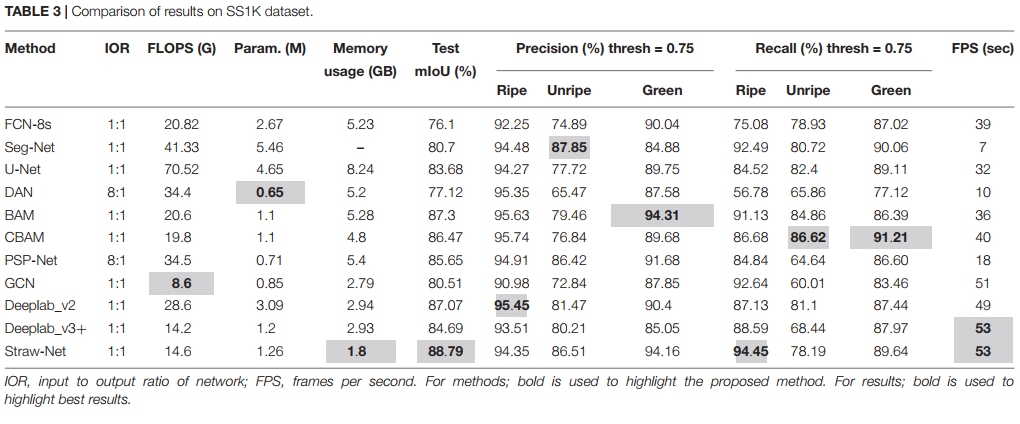 TABLE 3 | Comparison of results on SS1K dataset.
Method IOR FLOPS (G) Param. (M) Memory usage (GB) Test mIoU (%) Precision (%) thresh = 0.75 Recall (%) thresh = 0.75 FPS (sec)
Ripe Unripe Green Ripe Unripe Green
FCN-8s 1:1 20.82 2.67 5.23 76.1 92.25 74.89 90.04 75.08 78.93 87.02 39
Seg-Net 1:1 41.33 5.46 – 80.7 94.48 87.85 84.88 92.49 80.72 90.06 7
U-Net 1:1 70.52 4.65 8.24 83.68 94.27 77.72 89.75 84.52 82.4 89.11 32
DAN 8:1 34.4 0.65 5.2 77.12 95.35 65.47 87.58 56.78 65.86 77.12 10
BAM 1:1 20.6 1.1 5.28 87.3 95.63 79.46 94.31 91.13 84.86 86.39 36
CBAM 1:1 19.8 1.1 4.8 86.47 95.74 76.84 89.68 86.68 86.62 91.21 40
PSP-Net 8:1 34.5 0.71 5.4 85.65 94.91 86.42 91.68 84.84 64.64 86.60 18
GCN 1:1 8.6 0.85 2.79 80.51 90.98 72.84 87.85 92.64 60.01 83.46 51
Deeplab_v2 1:1 28.6 3.09 2.94 87.07 95.45 81.47 90.4 87.13 81.1 87.44 49
Deeplab_v3+ 1:1 14.2 1.2 2.93 84.69 93.51 80.21 85.05 88.59 68.44 87.97 53
Straw-Net 1:1 14.6 1.26 1.8 88.79 94.35 86.51 94.16 94.45 78.19 89.64 53
IOR, input to output ratio of network; FPS, frames per second. For methods; bold is used to highlight the proposed method. For results; bold is used to
highlight best results.